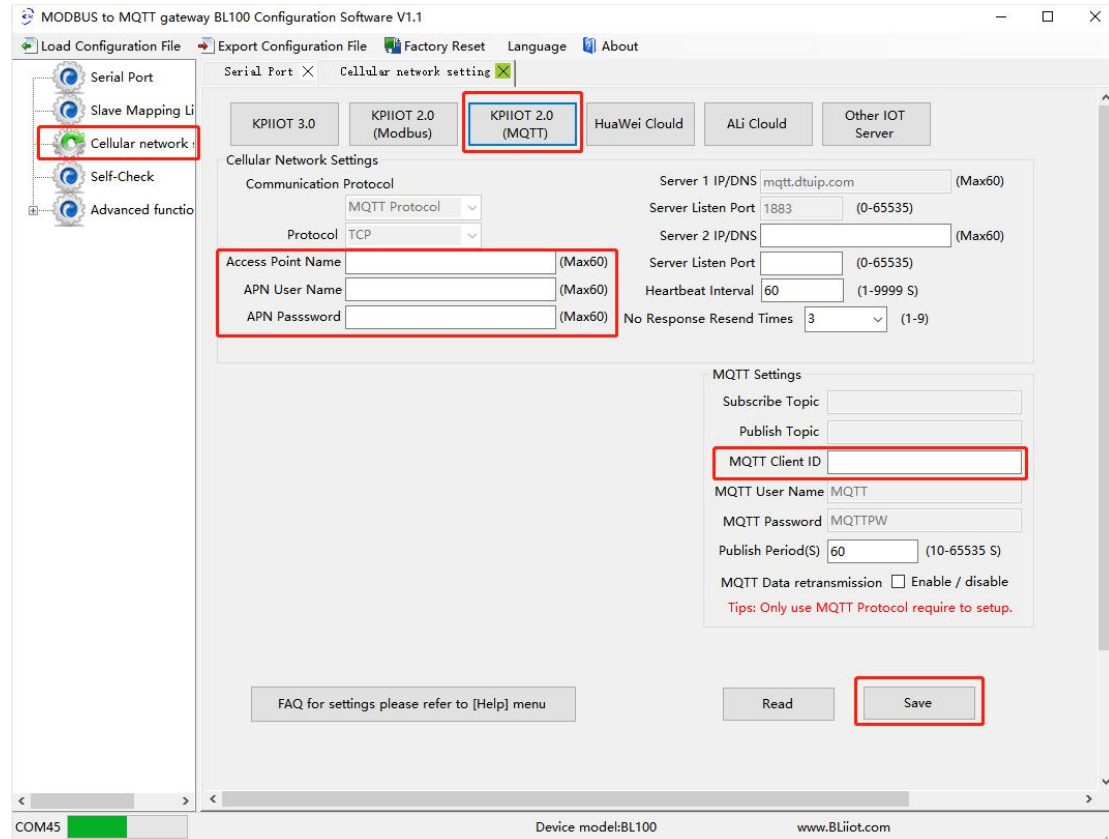 MODBUS to MQTT gateway BL100 Configuration Software V1.1
Load Configuration File Export Configuration File Factory Reset Language About
Serial Port
Slave Mapping Li
Cellular network s
Self-Check
Advanced functio
Serial Port Cellular network setting
KPIIOT 3.0
KPIIOT 2.0
(Modbus)
KPIIOT 2.0
(MQTT)
HuaWei Clould
ALi Clould
Other IOT
Server
Cellular Network Settings
Communication Protocol
MQTT Protocol
Protocol TCP
Access Point Name (Max60)
APN User Name (Max60)
APN Passsword (Max60)
Server 1 IP/DNS mqtt.dtuip.com (Max60)
Server Listen Port 1883 (0-65535)
Server 2 IP/DNS (Max60)
Server Listen Port (0-65535)
Heartbeat Interval 60 (1-9999 S)
No Response Resend Times 3 (1-9)
MQTT Settings
Subscribe Topic
Publish Topic
MQTT Client ID
MQTT User Name MQTT
MQTT Password MQTTPW
Publish Period(S) 60 (10-65535 S)
MQTT Data retransmission Enable / disable
Tips: Only use MQTT Protocol require to setup.
FAQ for settings please refer to [Help] menu
Read
Save
COM45 Device model:BL100 www.BLiiot.com